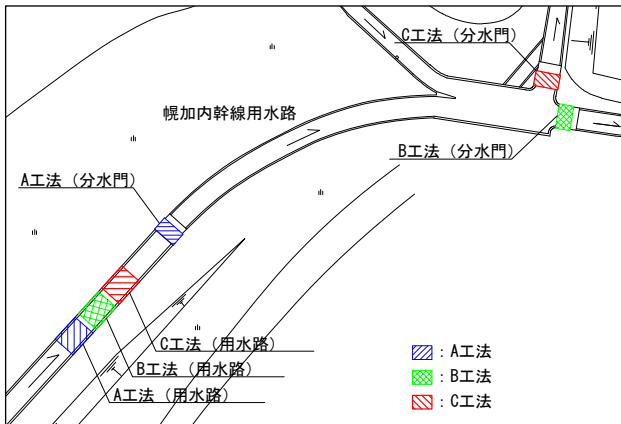 C工法（分水門）
幌加内幹線用水路
B工法（分水門）
A工法（分水門）
C工法（用水路）
B工法（用水路）
A工法（用水路）
：A工法
：B工法
：C工法